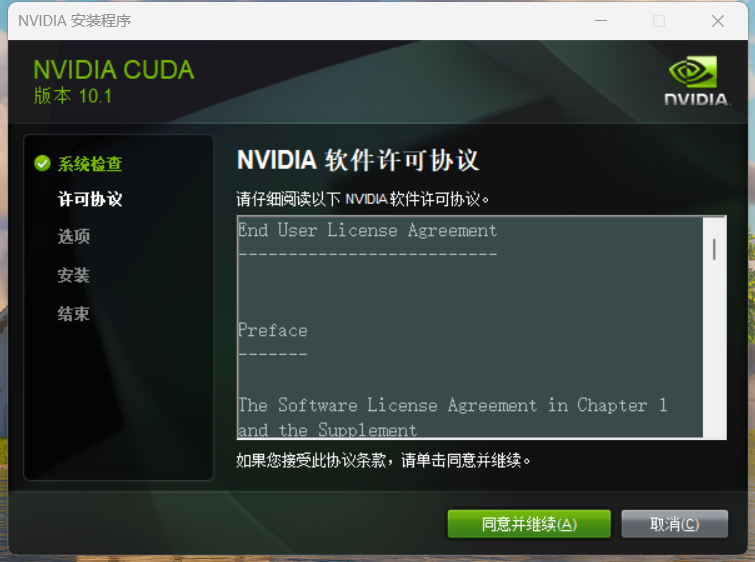 NVIDIA 安装程序
NVIDIA CUDA
版本 10.1
NVIDIA.
系统检查
许可协议
选项
安装
结束
NVIDIA 软件许可协议
请仔细阅读以下 NVIDIA 软件许可协议。
End User License Agreement
--------------------------
Preface
-------
The Software License Agreement in Chapter 1
and the Supplement
如果您接受此协议条款，请单击同意并继续。
同意并继续(A)
取消(C)